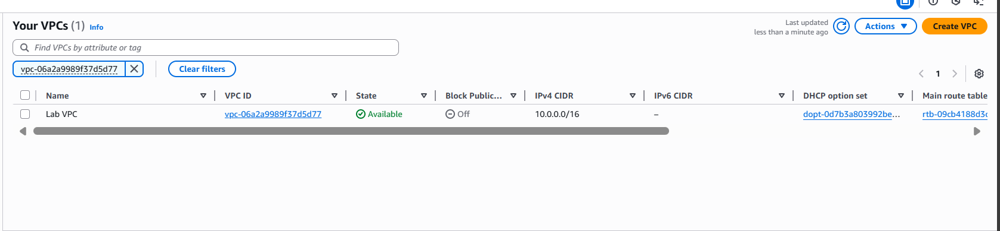 Your VPCs (1) Info
Last updated
less than a minute ago
Actions
Create VPC
Find VPCs by attribute or tag
vpc-06a2a9989f37d5d77
Clear filters
1
Name VPC ID State Block Public... IPv4 CIDR IPv6 CIDR DHCP option set Main route table
Lab VPC vpc-06a2a9989f37d5d77 Available Off 10.0.0.0/16 – dopt-0d7b3a803992be... rtb-09cb4188d3